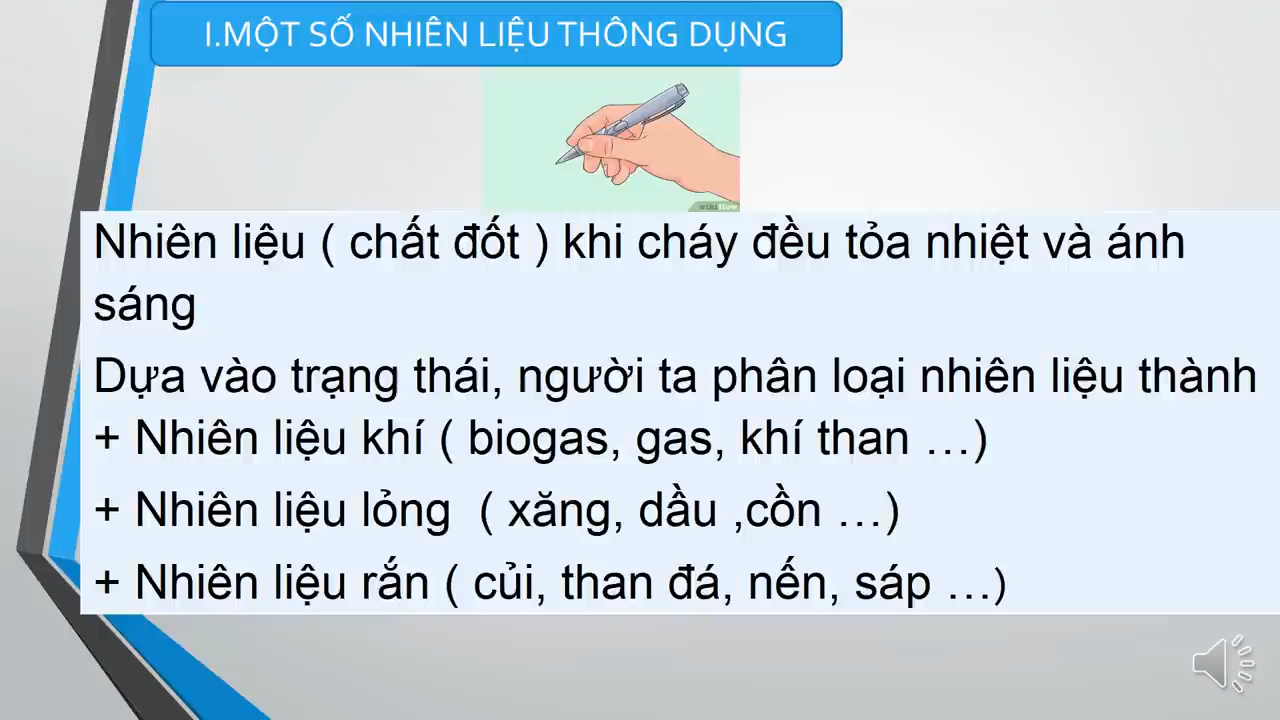 I.MỘT SỐ NHIÊN LIỆU THÔNG DỤNG
wikiHow
Nhiên liệu ( chất đốt ) khi cháy đều tỏa nhiệt và ánh
sáng
Dựa vào trạng thái, người ta phân loại nhiên liệu thành
+ Nhiên liệu khí ( biogas, gas, khí than …)
+ Nhiên liệu lỏng ( xăng, dầu ,cồn …)
+ Nhiên liệu rắn ( củi, than đá, nến, sáp …)